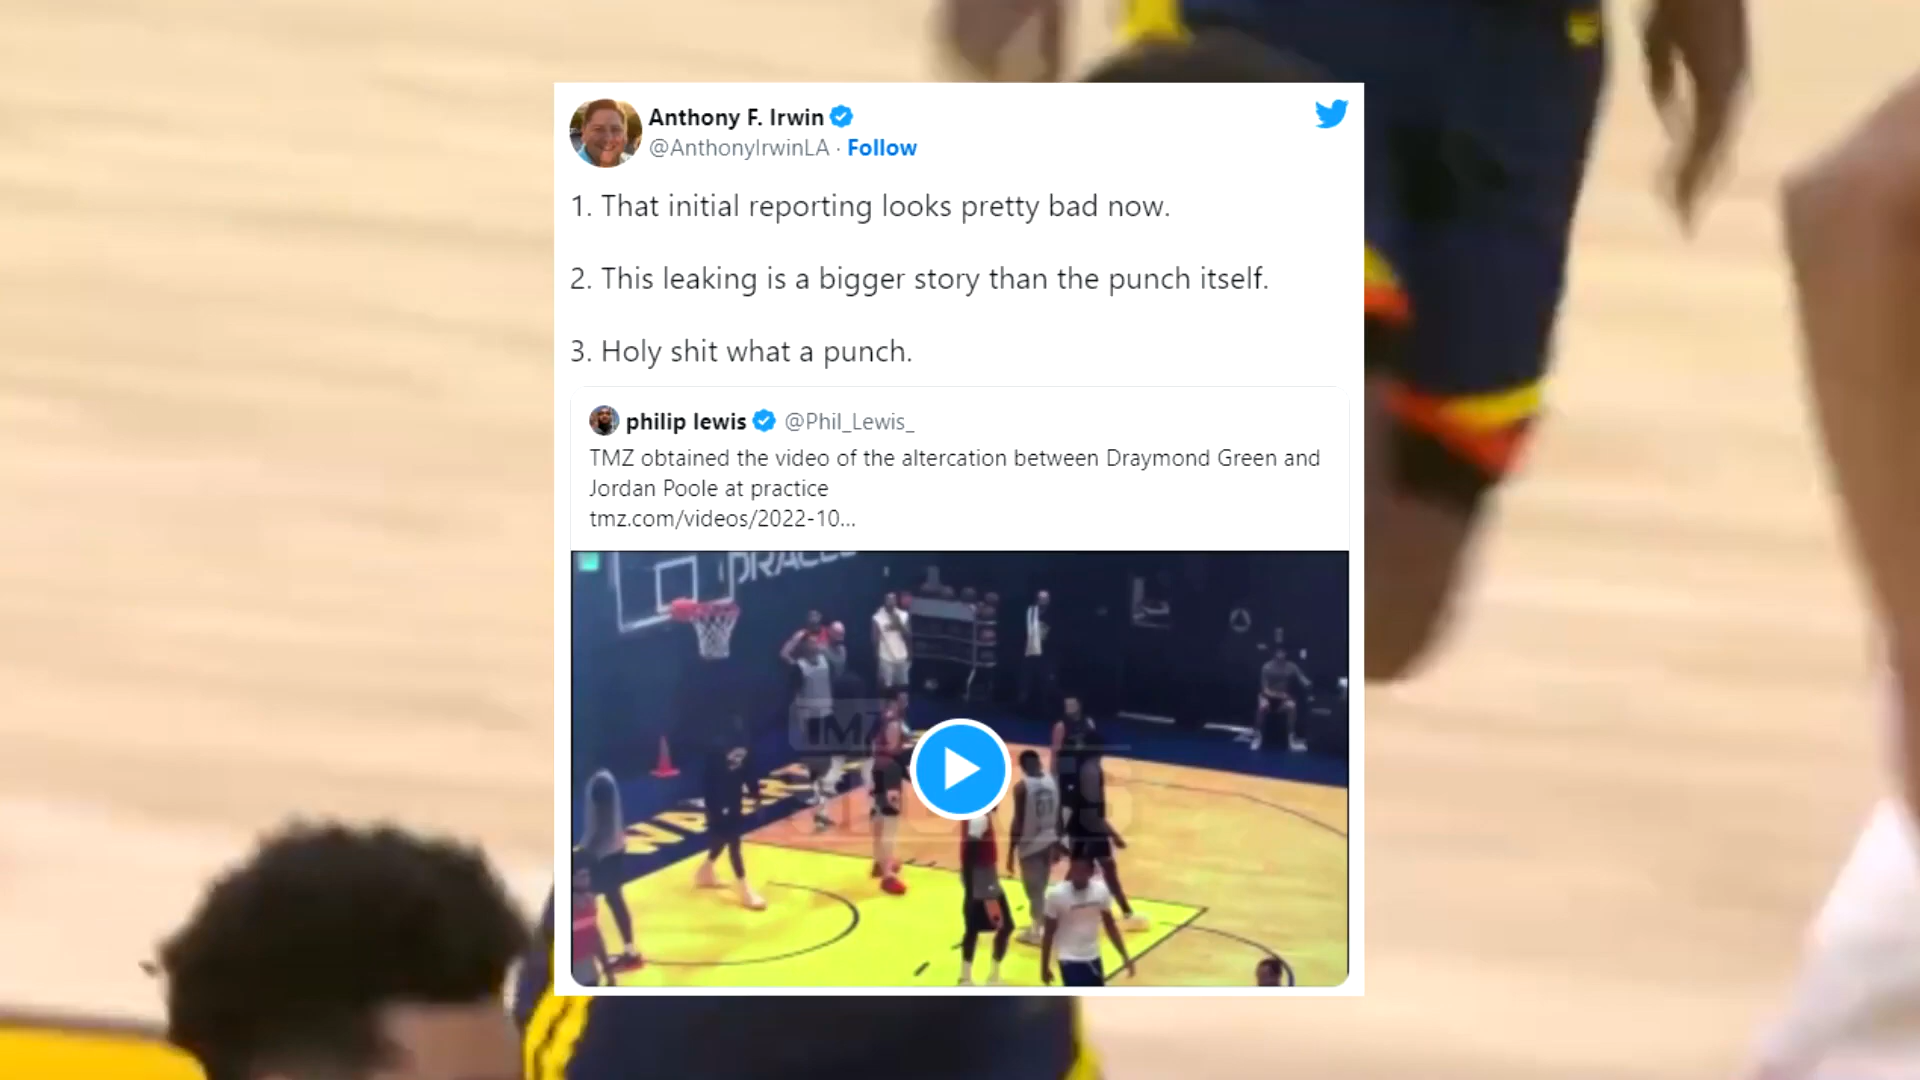 Anthony F. Irwin
@AnthonyIrwinLA · Follow
1. That initial reporting looks pretty bad now.
2. This leaking is a bigger story than the punch itself.
3. Holy shit what a punch.
philip lewis @Phil_Lewis_
TMZ obtained the video of the altercation between Draymond Green and
Jordan Poole at practice
tmz.com/videos/2022-10...
TMZ
SPORTS